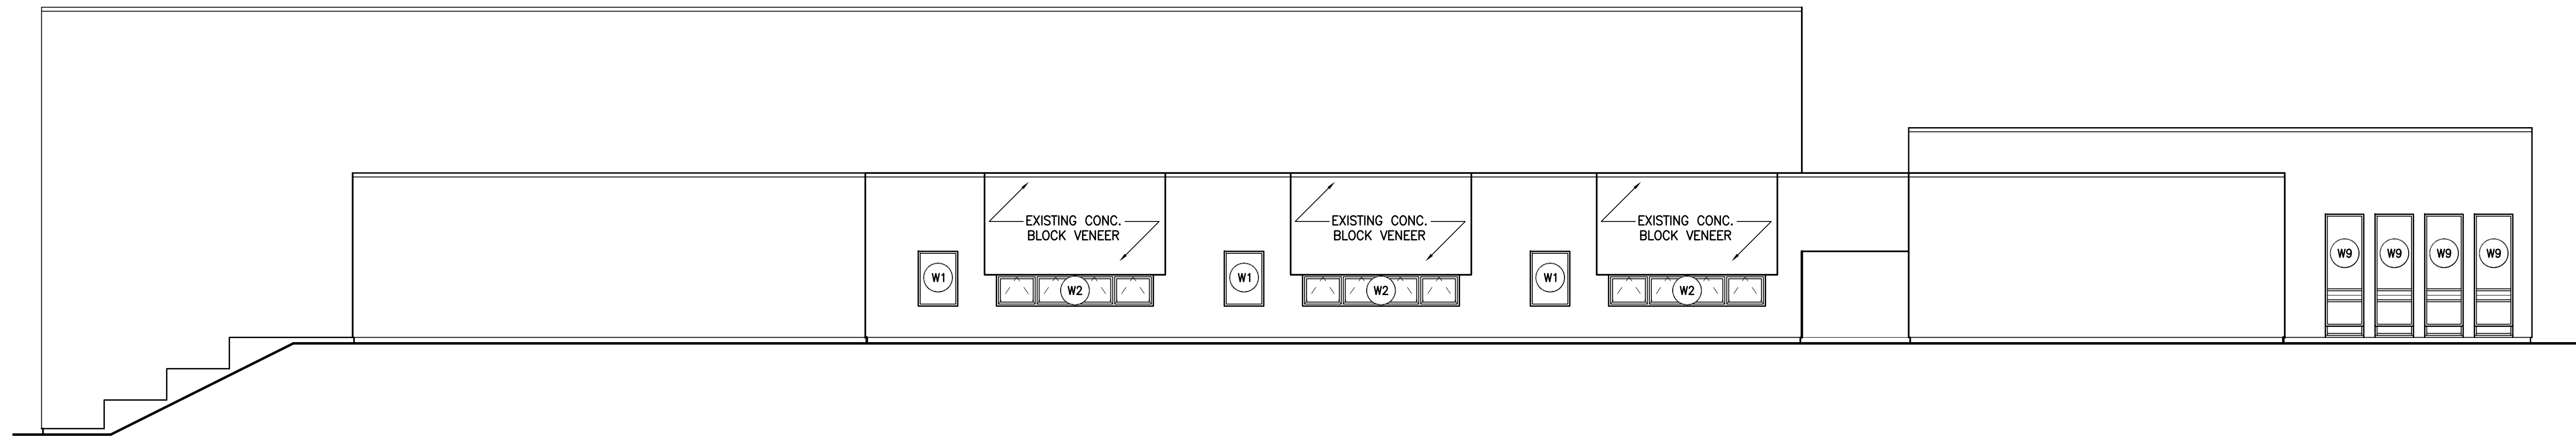 EXISTING CONC.
BLOCK VENEER
EXISTING CONC.
BLOCK VENEER
EXISTING CONC.
BLOCK VENEER
W1
W2
W1
W2
W1
W2
W9
W9
W9
W9